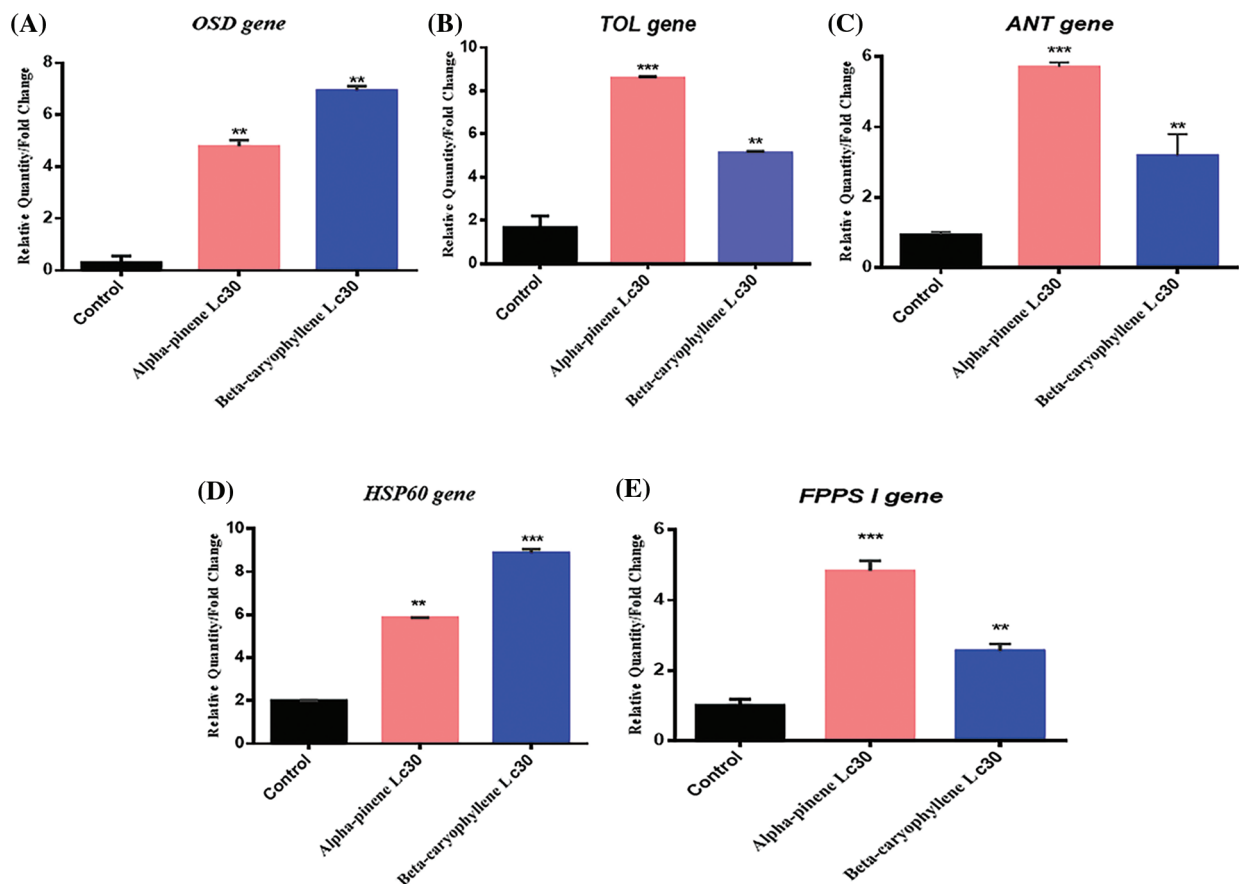 (A)
OSD gene
Relative Quantity/Fold Change
8
6
4
2
0
**
**
Control
Alpha-pinene Lc30
Beta-caryophyllene Lc30
(B)
TOL gene
Relative Quantity/Fold Change
10
8
6
4
2
0
***
**
Control
Alpha-pinene Lc30
Beta-caryophyllene Lc30
(C)
ANT gene
Relative Quantity/Fold Change
6
4
2
0
***
**
Control
Alpha-pinene Lc30
Beta-caryophyllene Lc30
(D)
HSP60 gene
Relative Quantity/Fold Change
10
8
6
4
2
0
**
***
Control
Alpha-pinene Lc30
Beta-caryophyllene Lc30
(E)
FPPS I gene
Relative Quantity/Fold Change
6
4
2
0
***
**
Control
Alpha-pinene Lc30
Beta-caryophyllene Lc30